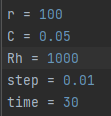 r = 100
C = 0.05
Rh = 1000
step = 0.01
time = 30